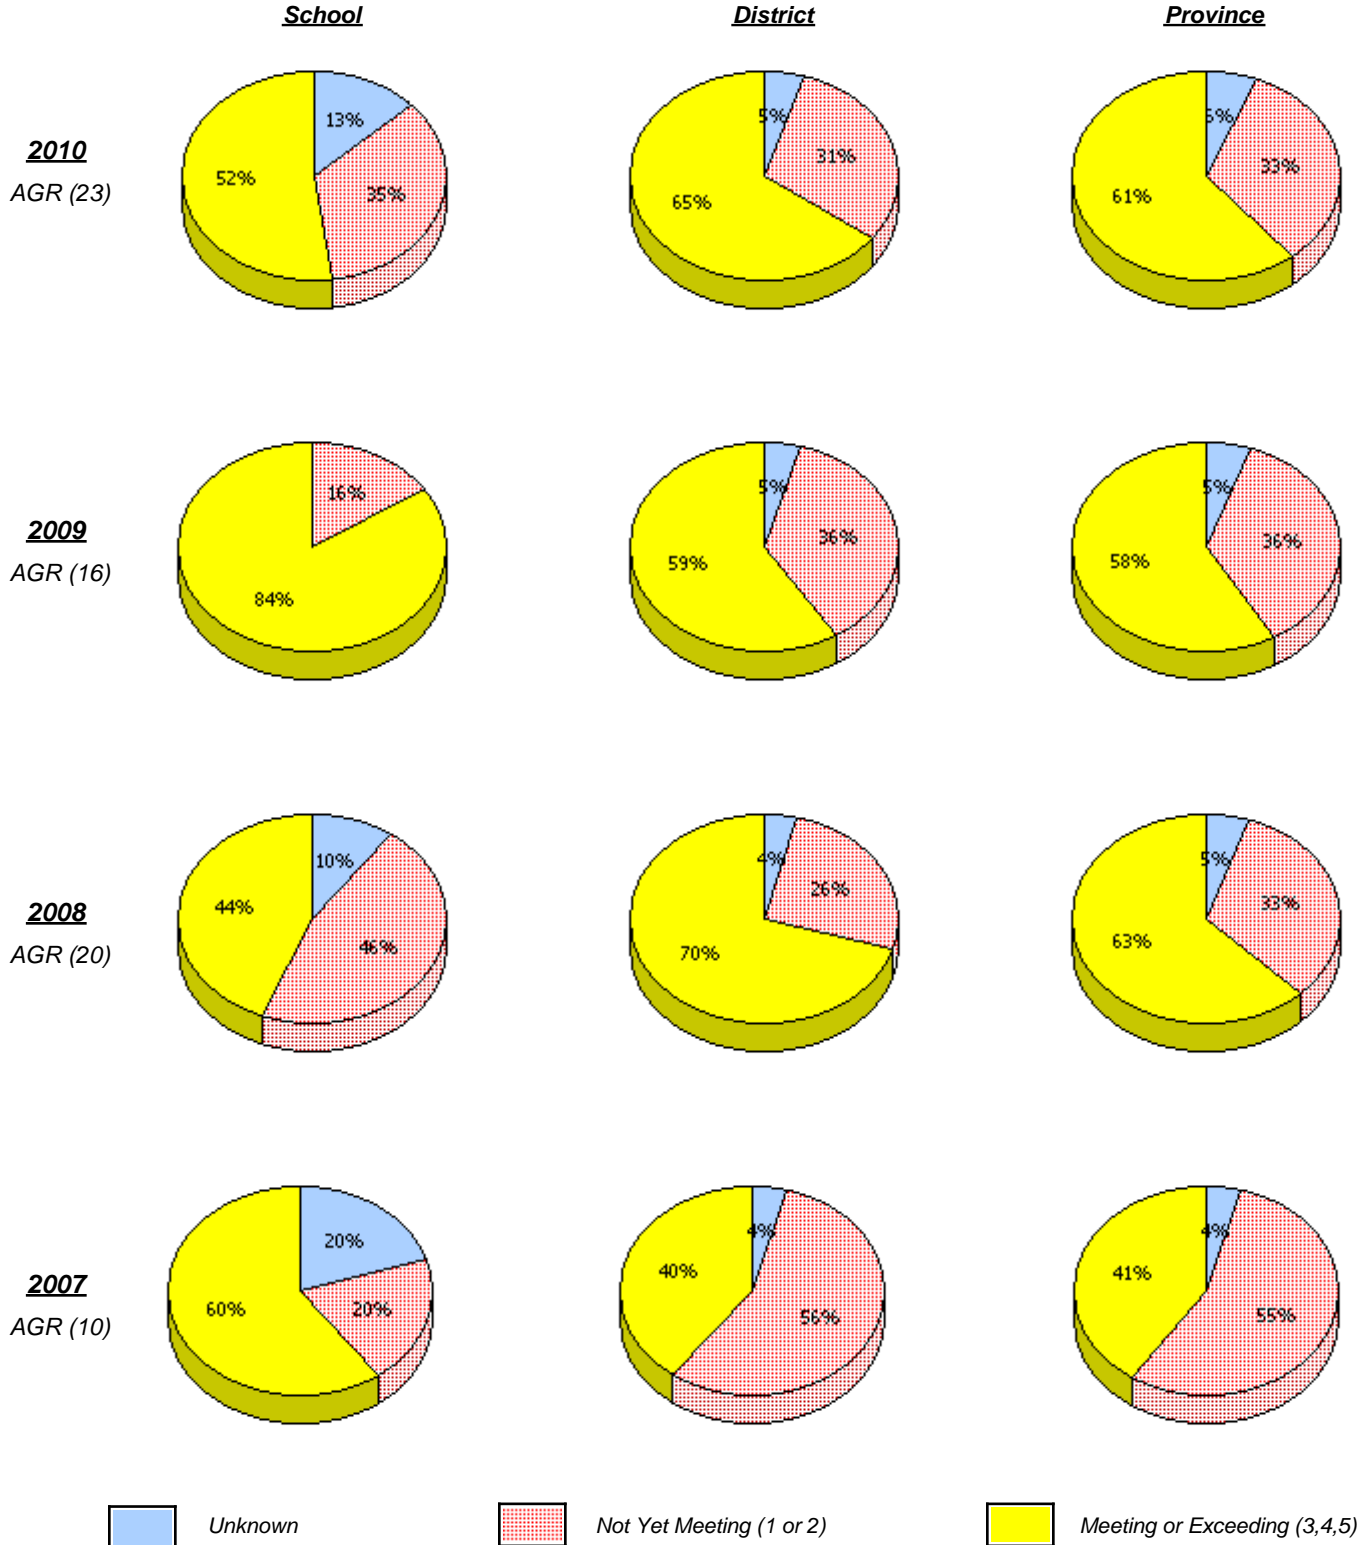 School District Province
13% 5% 6%
2010 52% 35% 65% 31% 61% 33%
AGR (23)
16% 5% 5%
2009 84% 59% 36% 58% 36%
AGR (16)
10% 4% 5%
2008 44% 46% 70% 26% 63% 33%
AGR (20)
20% 4% 4%
2007 60% 20% 40% 56% 41% 55%
AGR (10)
Unknown Not Yet Meeting (1 or 2) Meeting or Exceeding (3,4,5)